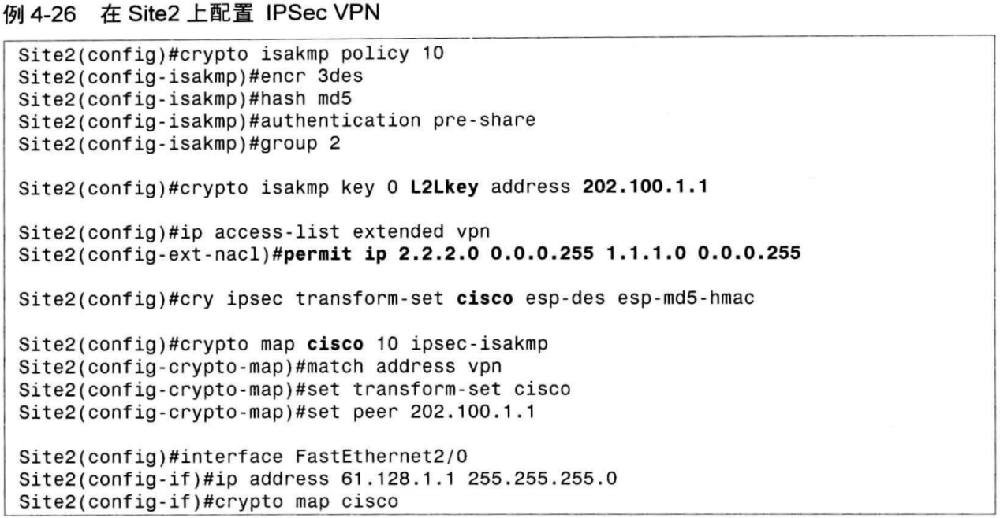 例 4-26 在 Site2 上配置 IPSec VPN
Site2(config)#crypto isakmp policy 10
Site2(config-isakmp)#encr 3des
Site2(config-isakmp)#hash md5
Site2(config-isakmp)#authentication pre-share
Site2(config-isakmp)#group 2
Site2(config)#crypto isakmp key 0 L2Lkey address 202.100.1.1
Site2(config)#ip access-list extended vpn
Site2(config-ext-nacl)#permit ip 2.2.2.0 0.0.0.255 1.1.1.0 0.0.0.255
Site2(config)#cry ipsec transform-set cisco esp-des esp-md5-hmac
Site2(config)#crypto map cisco 10 ipsec-isakmp
Site2(config-crypto-map)#match address vpn
Site2(config-crypto-map)#set transform-set cisco
Site2(config-crypto-map)#set peer 202.100.1.1
Site2(config)#interface FastEthernet2/0
Site2(config-if)#ip address 61.128.1.1 255.255.255.0
Site2(config-if)#crypto map cisco